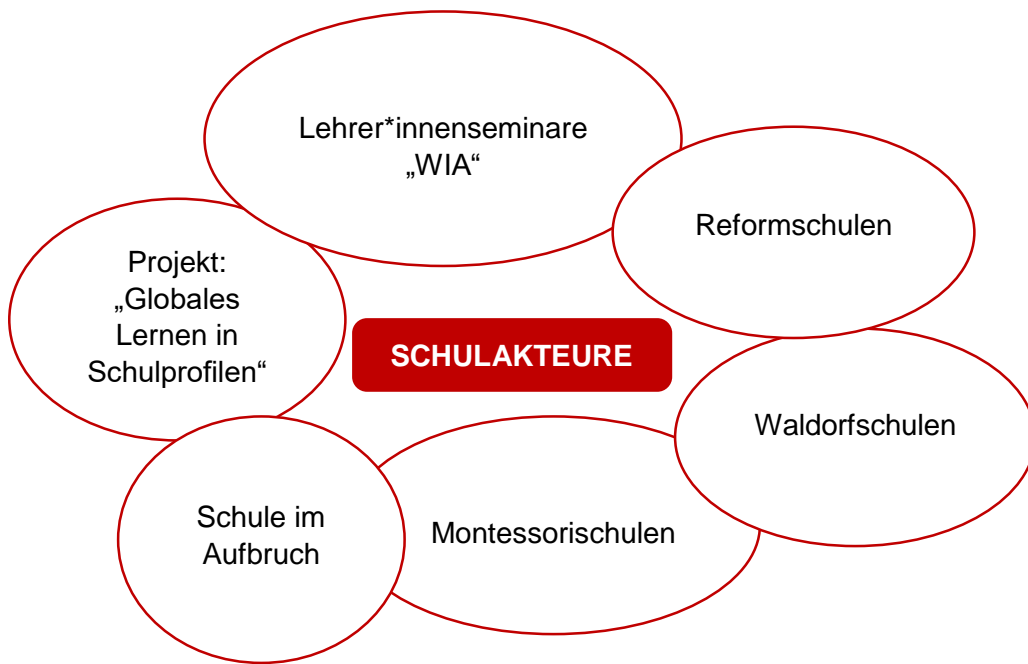 Lehrer*innenseminare
„WIA“
Reformschulen
Projekt:
„Globales
Lernen in
Schulprofilen“
SCHULAKTEURE
Waldorfschulen
Schule im
Aufbruch
Montessorischulen